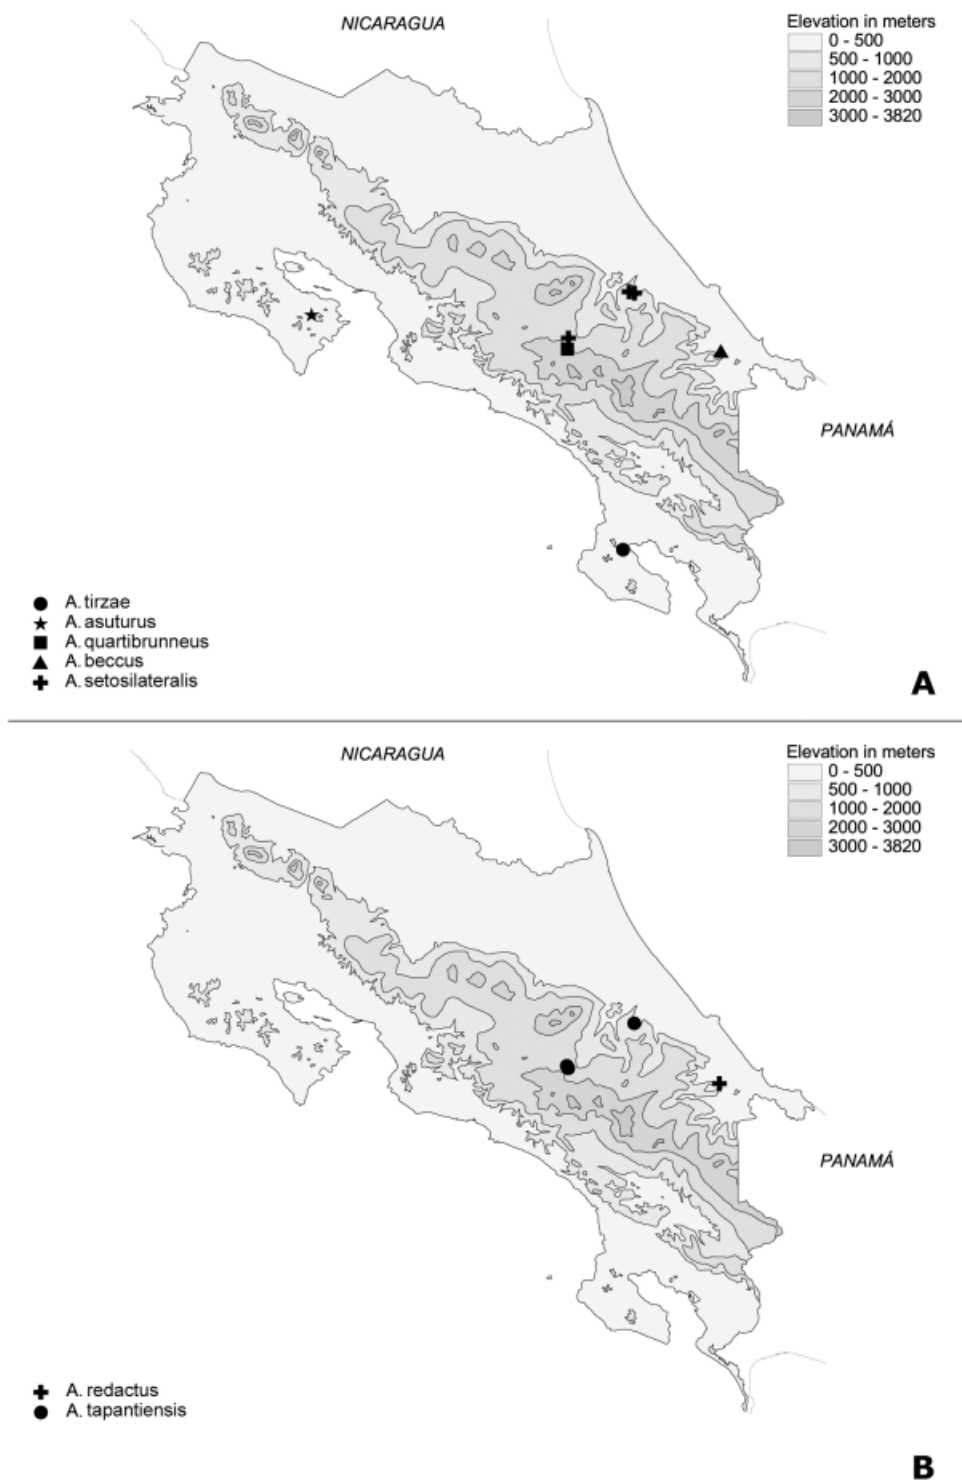 NICARAGUA
Elevation in meters
0 - 500
500 - 1000
1000 - 2000
2000 - 3000
3000 - 3820
PANAMÁ
A. tirzae
A. asuturus
A. quartibrunneus
A. beccus
A. setosilateralis
A
NICARAGUA
Elevation in meters
0 - 500
500 - 1000
1000 - 2000
2000 - 3000
3000 - 3820
PANAMÁ
A. redactus
A. tapantiensis
B